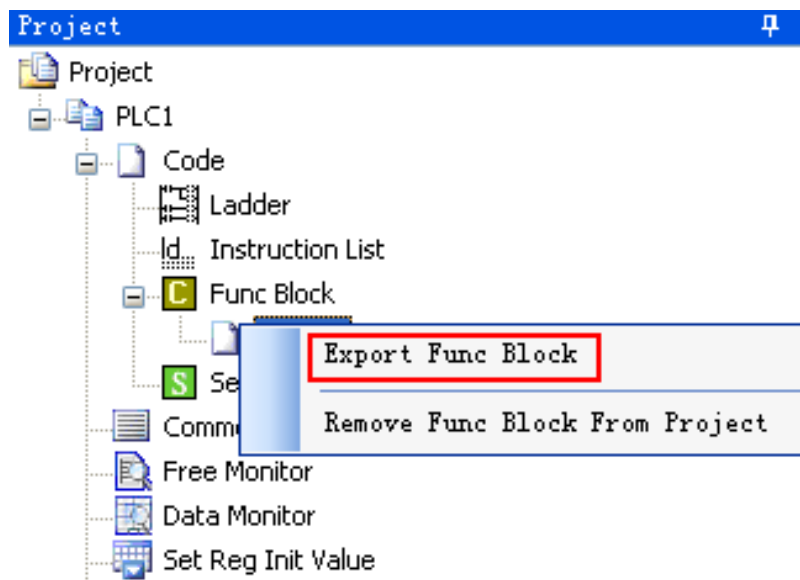 Project
Project
PLC1
Code
Ladder
Instruction List
C Func Block
Export Func Block
S Se
Remove Func Block From Project
Comm
Free Monitor
Data Monitor
Set Reg Init Value